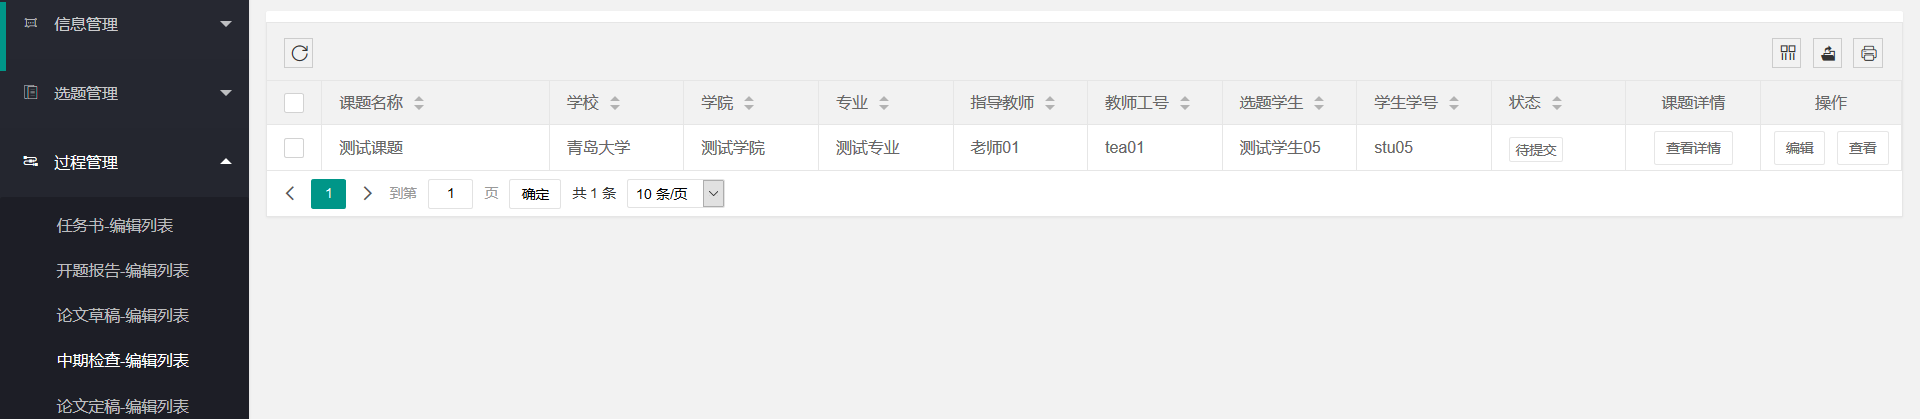 信息管理
选题管理
过程管理
任务书-编辑列表
开题报告-编辑列表
论文草稿-编辑列表
中期检查-编辑列表
论文定稿-编辑列表
课题名称 学校 学院 专业 指导教师 教师工号 选题学生 学生学号 状态 课题详情 操作
测试课题 青岛大学 测试学院 测试专业 老师01 tea01 测试学生05 stu05 待提交 查看详情 编辑 查看
1 到第 1 页 确定 共 1 条 10 条/页